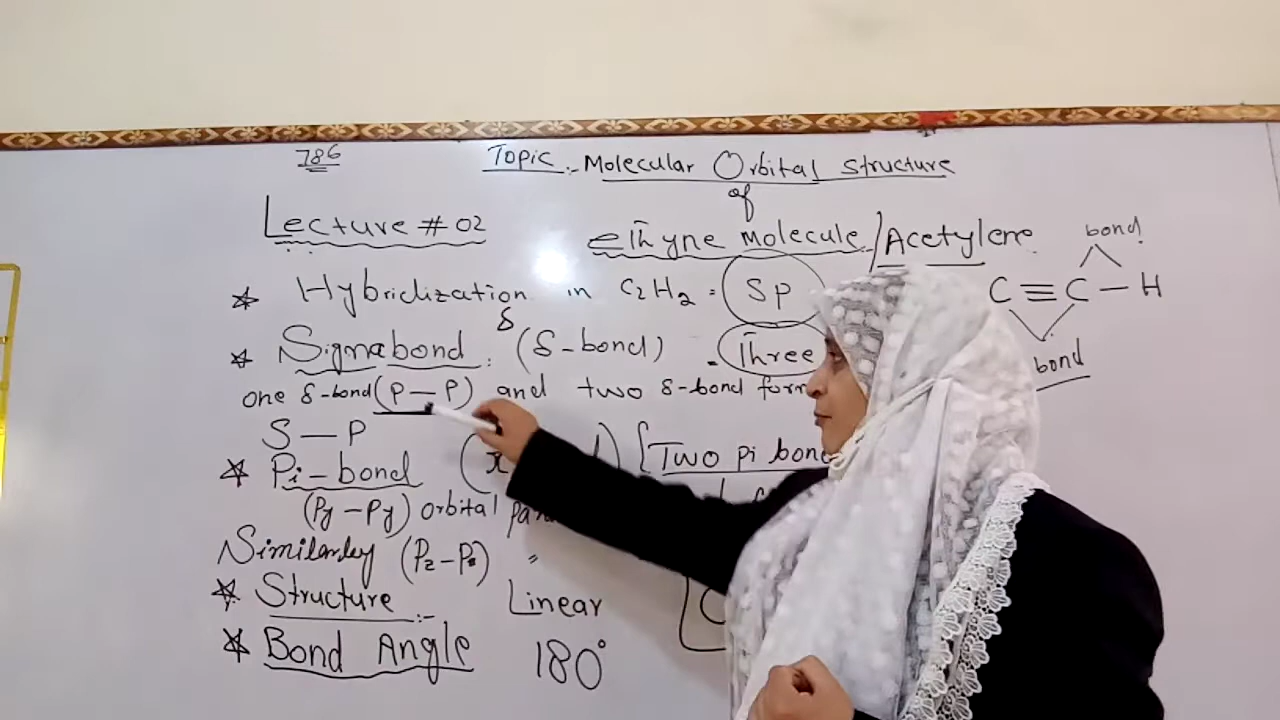 786
Topic :- Molecular Orbital Structure
of
Lecture # 02
eThyne Molecule / Acetylene
bond
* Hybridization in C2H2 = SP
C ≡ C — H
δ
* Sigmabond : (δ-bond) = Three
bond
one δ-bond (P — P) and two δ-bond form
S — P
* Pi-bond (x ) [Two pi bond
(Py – Py) orbital
Similarley (Pz – Pz) "
* Structure :- Linear
* Bond Angle 180°